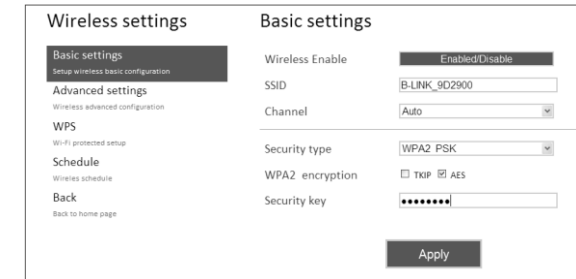 Wireless settings
Basic settings
Setup wireless basic configuration
Advanced settings
Wireless advanced configuration
WPS
Wi-Fi protected setup
Schedule
Wireles schedule
Back
Back to home page
Basic settings
Wireless Enable Enabled/Disable
SSID B-LINK_9D2900
Channel Auto
Security type WPA2 PSK
WPA2 encryption TKIP AES
Security key ••••••••
Apply